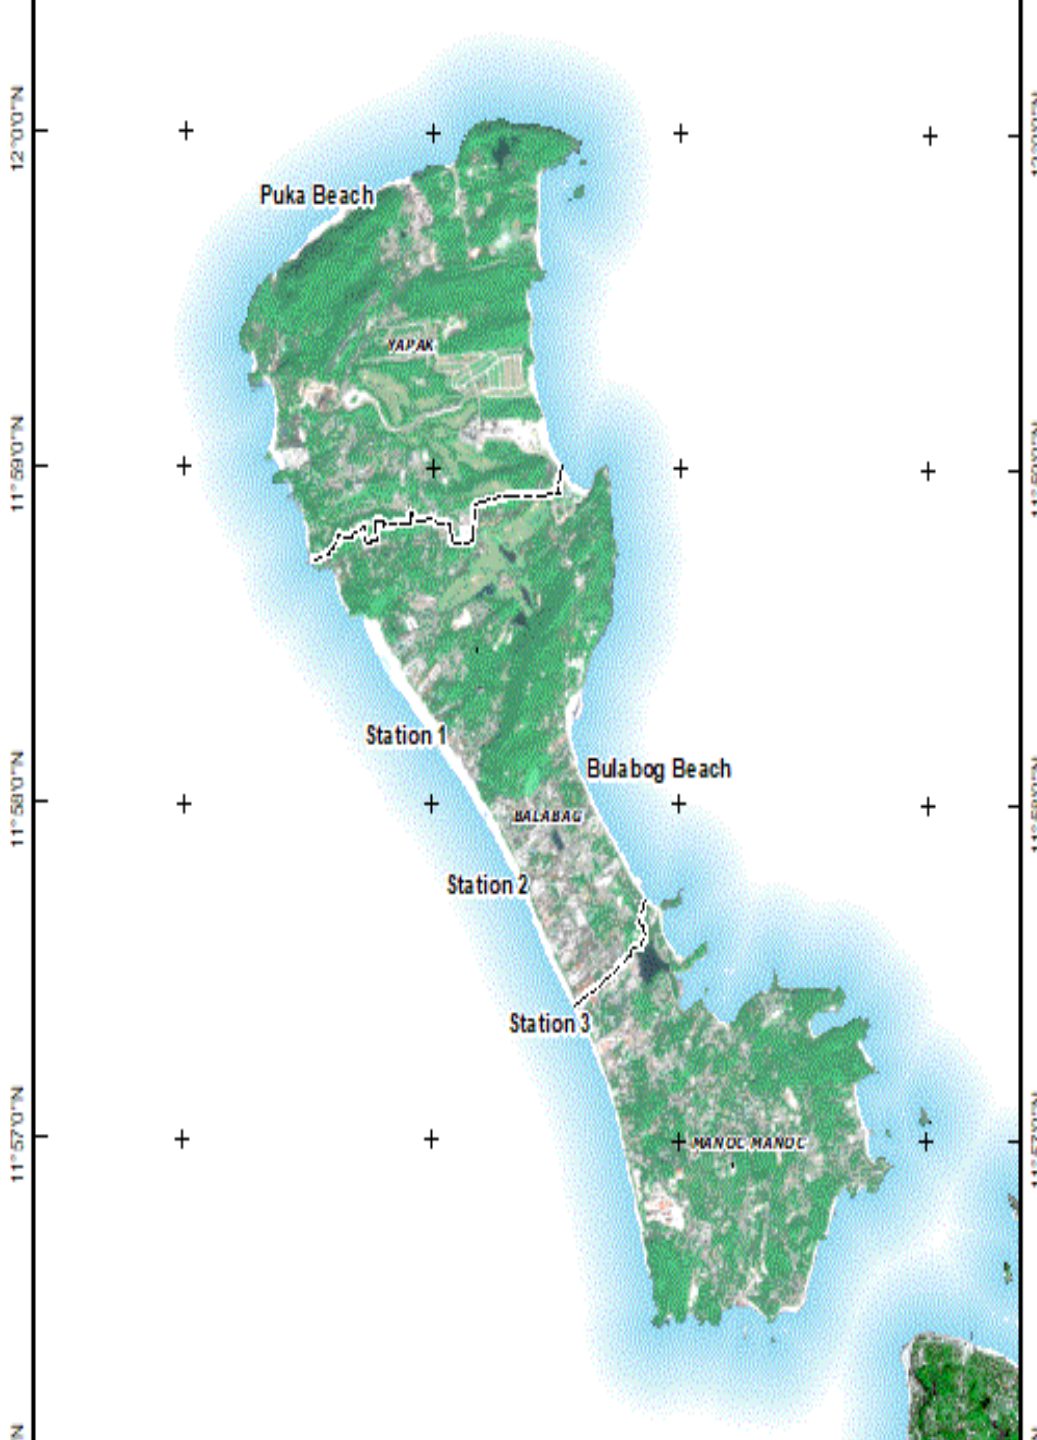 12°0'0"N
Puka Beach
YAPAK
11°59'0"N
Station 1
Bulabog Beach
11°58'0"N
BALABAG
Station 2
Station 3
11°57'0"N
MANOC MANOC